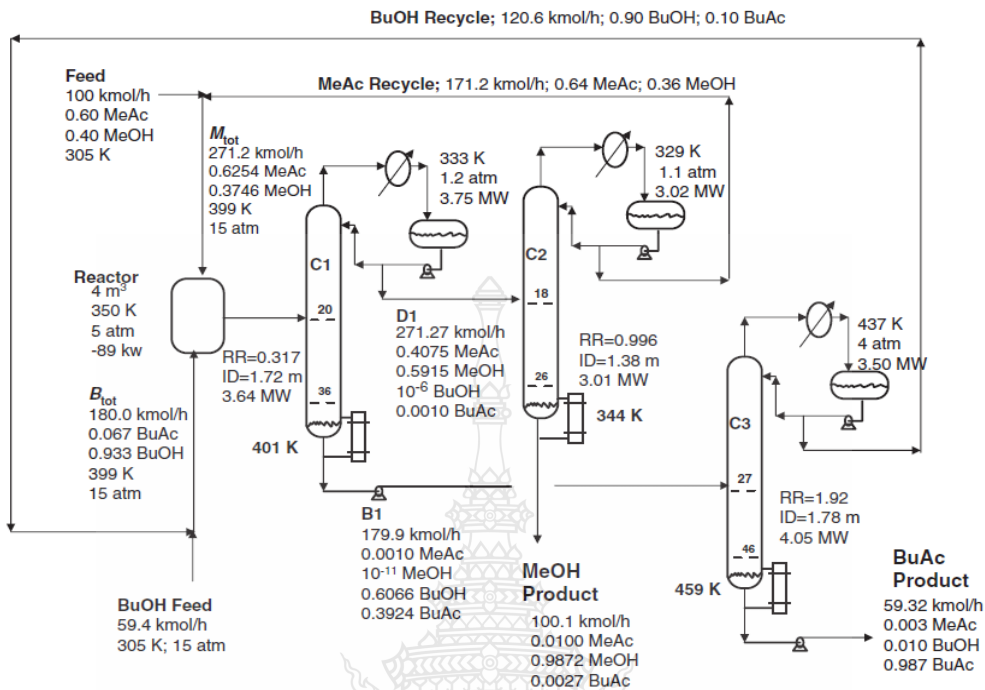 BuOH Recycle; 120.6 kmol/h; 0.90 BuOH; 0.10 BuAc
Feed
100 kmol/h
0.60 MeAc
0.40 MeOH
305 K
MeAc Recycle; 171.2 kmol/h; 0.64 MeAc; 0.36 MeOH
Mtot
271.2 kmol/h
0.6254 MeAc
0.3746 MeOH
399 K
15 atm
333 K
1.2 atm
3.75 MW
329 K
1.1 atm
3.02 MW
C1
20
36
C2
18
26
Reactor
4 m3
350 K
5 atm
-89 kw
RR=0.317
ID=1.72 m
3.64 MW
D1
271.27 kmol/h
0.4075 MeAc
0.5915 MeOH
10-6 BuOH
0.0010 BuAc
RR=0.996
ID=1.38 m
3.01 MW
437 K
4 atm
3.50 MW
Btot
180.0 kmol/h
0.067 BuAc
0.933 BuOH
399 K
15 atm
401 K
344 K
C3
27
46
RR=1.92
ID=1.78 m
4.05 MW
B1
179.9 kmol/h
0.0010 MeAc
10-11 MeOH
0.6066 BuOH
0.3924 BuAc
MeOH
Product
100.1 kmol/h
0.0100 MeAc
0.9872 MeOH
0.0027 BuAc
459 K
BuAc
Product
59.32 kmol/h
0.003 MeAc
0.010 BuOH
0.987 BuAc
BuOH Feed
59.4 kmol/h
305 K; 15 atm